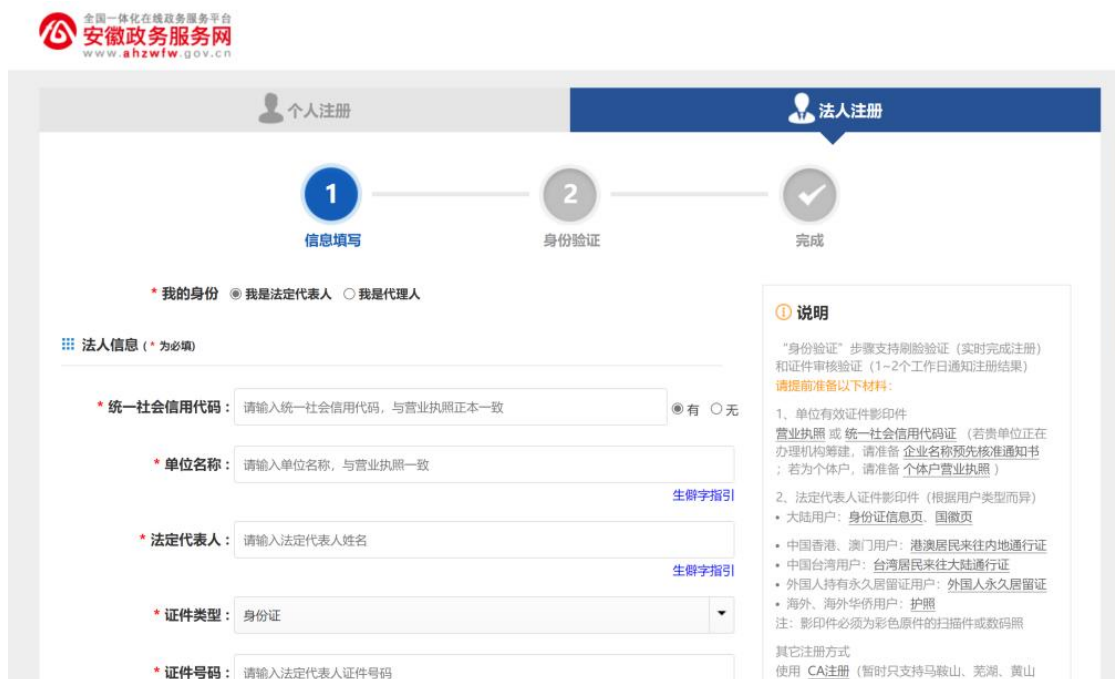 全国一体化在线政务服务平台
安徽政务服务网
www.ahzwfw.gov.cn
个人注册
法人注册
1
2
信息填写
身份验证
完成
* 我的身份 我是法定代表人 我是代理人
法人信息 (* 为必填)
* 统一社会信用代码： 请输入统一社会信用代码，与营业执照正本一致 有 无
* 单位名称： 请输入单位名称，与营业执照一致
生僻字指引
* 法定代表人： 请输入法定代表人姓名
生僻字指引
* 证件类型： 身份证
* 证件号码： 请输入法定代表人证件号码
说明
“身份验证”步骤支持刷脸验证（实时完成注册）
和证件审核验证（1~2个工作日通知注册结果）
请提前准备以下材料：
1、单位有效证件影印件
营业执照 或 统一社会信用代码证 （若贵单位正在
办理机构筹建，请准备 企业名称预先核准通知书
；若为个体户，请准备 个体户营业执照 ）
2、法定代表人证件影印件（根据用户类型而异）
• 大陆用户：身份证信息页、国徽页
• 中国香港、澳门用户：港澳居民来往内地通行证
• 中国台湾用户：台湾居民来往大陆通行证
• 外国人持有永久居留证用户：外国人永久居留证
• 海外、海外华侨用户：护照
注：影印件必须为彩色原件的扫描件或数码照
其它注册方式
使用 CA注册（暂时只支持马鞍山、芜湖、黄山